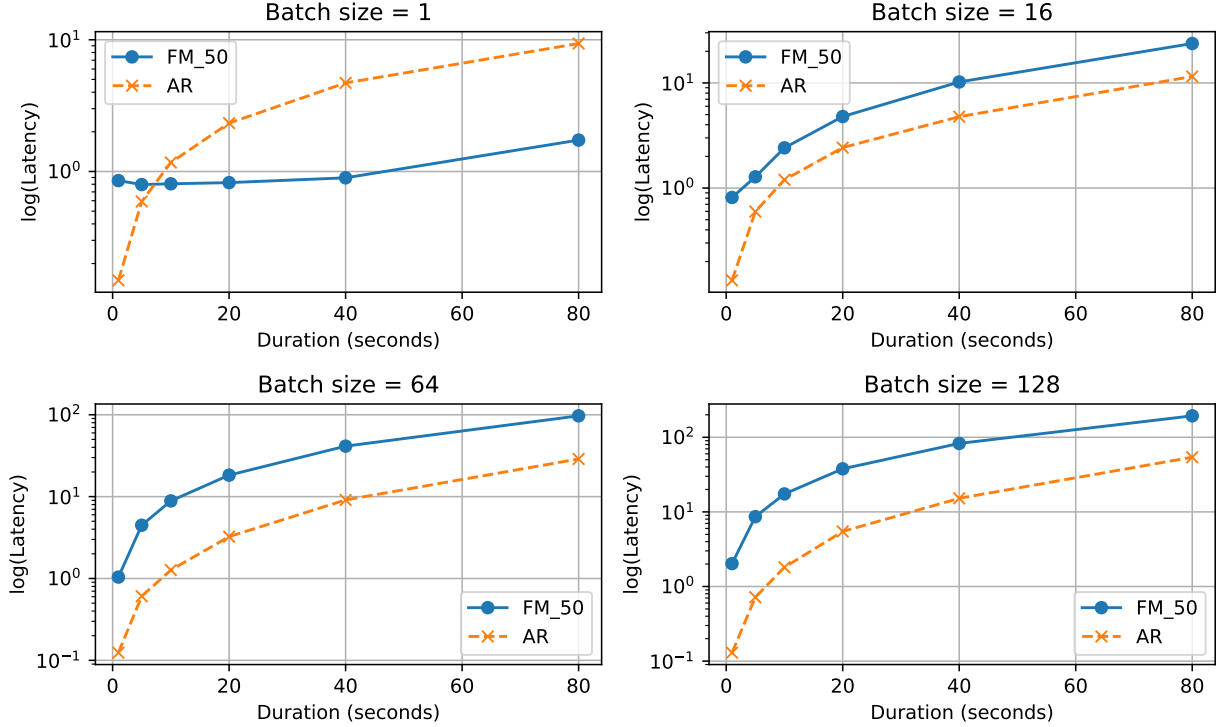 Batch size = 1
10^1
10^0
log(Latency)
FM_50
AR
0 20 40 60 80
Duration (seconds)
Batch size = 16
10^1
10^0
log(Latency)
FM_50
AR
0 20 40 60 80
Duration (seconds)
Batch size = 64
10^2
10^1
10^0
10^−1
log(Latency)
FM_50
AR
0 20 40 60 80
Duration (seconds)
Batch size = 128
10^2
10^1
10^0
10^−1
log(Latency)
FM_50
AR
0 20 40 60 80
Duration (seconds)